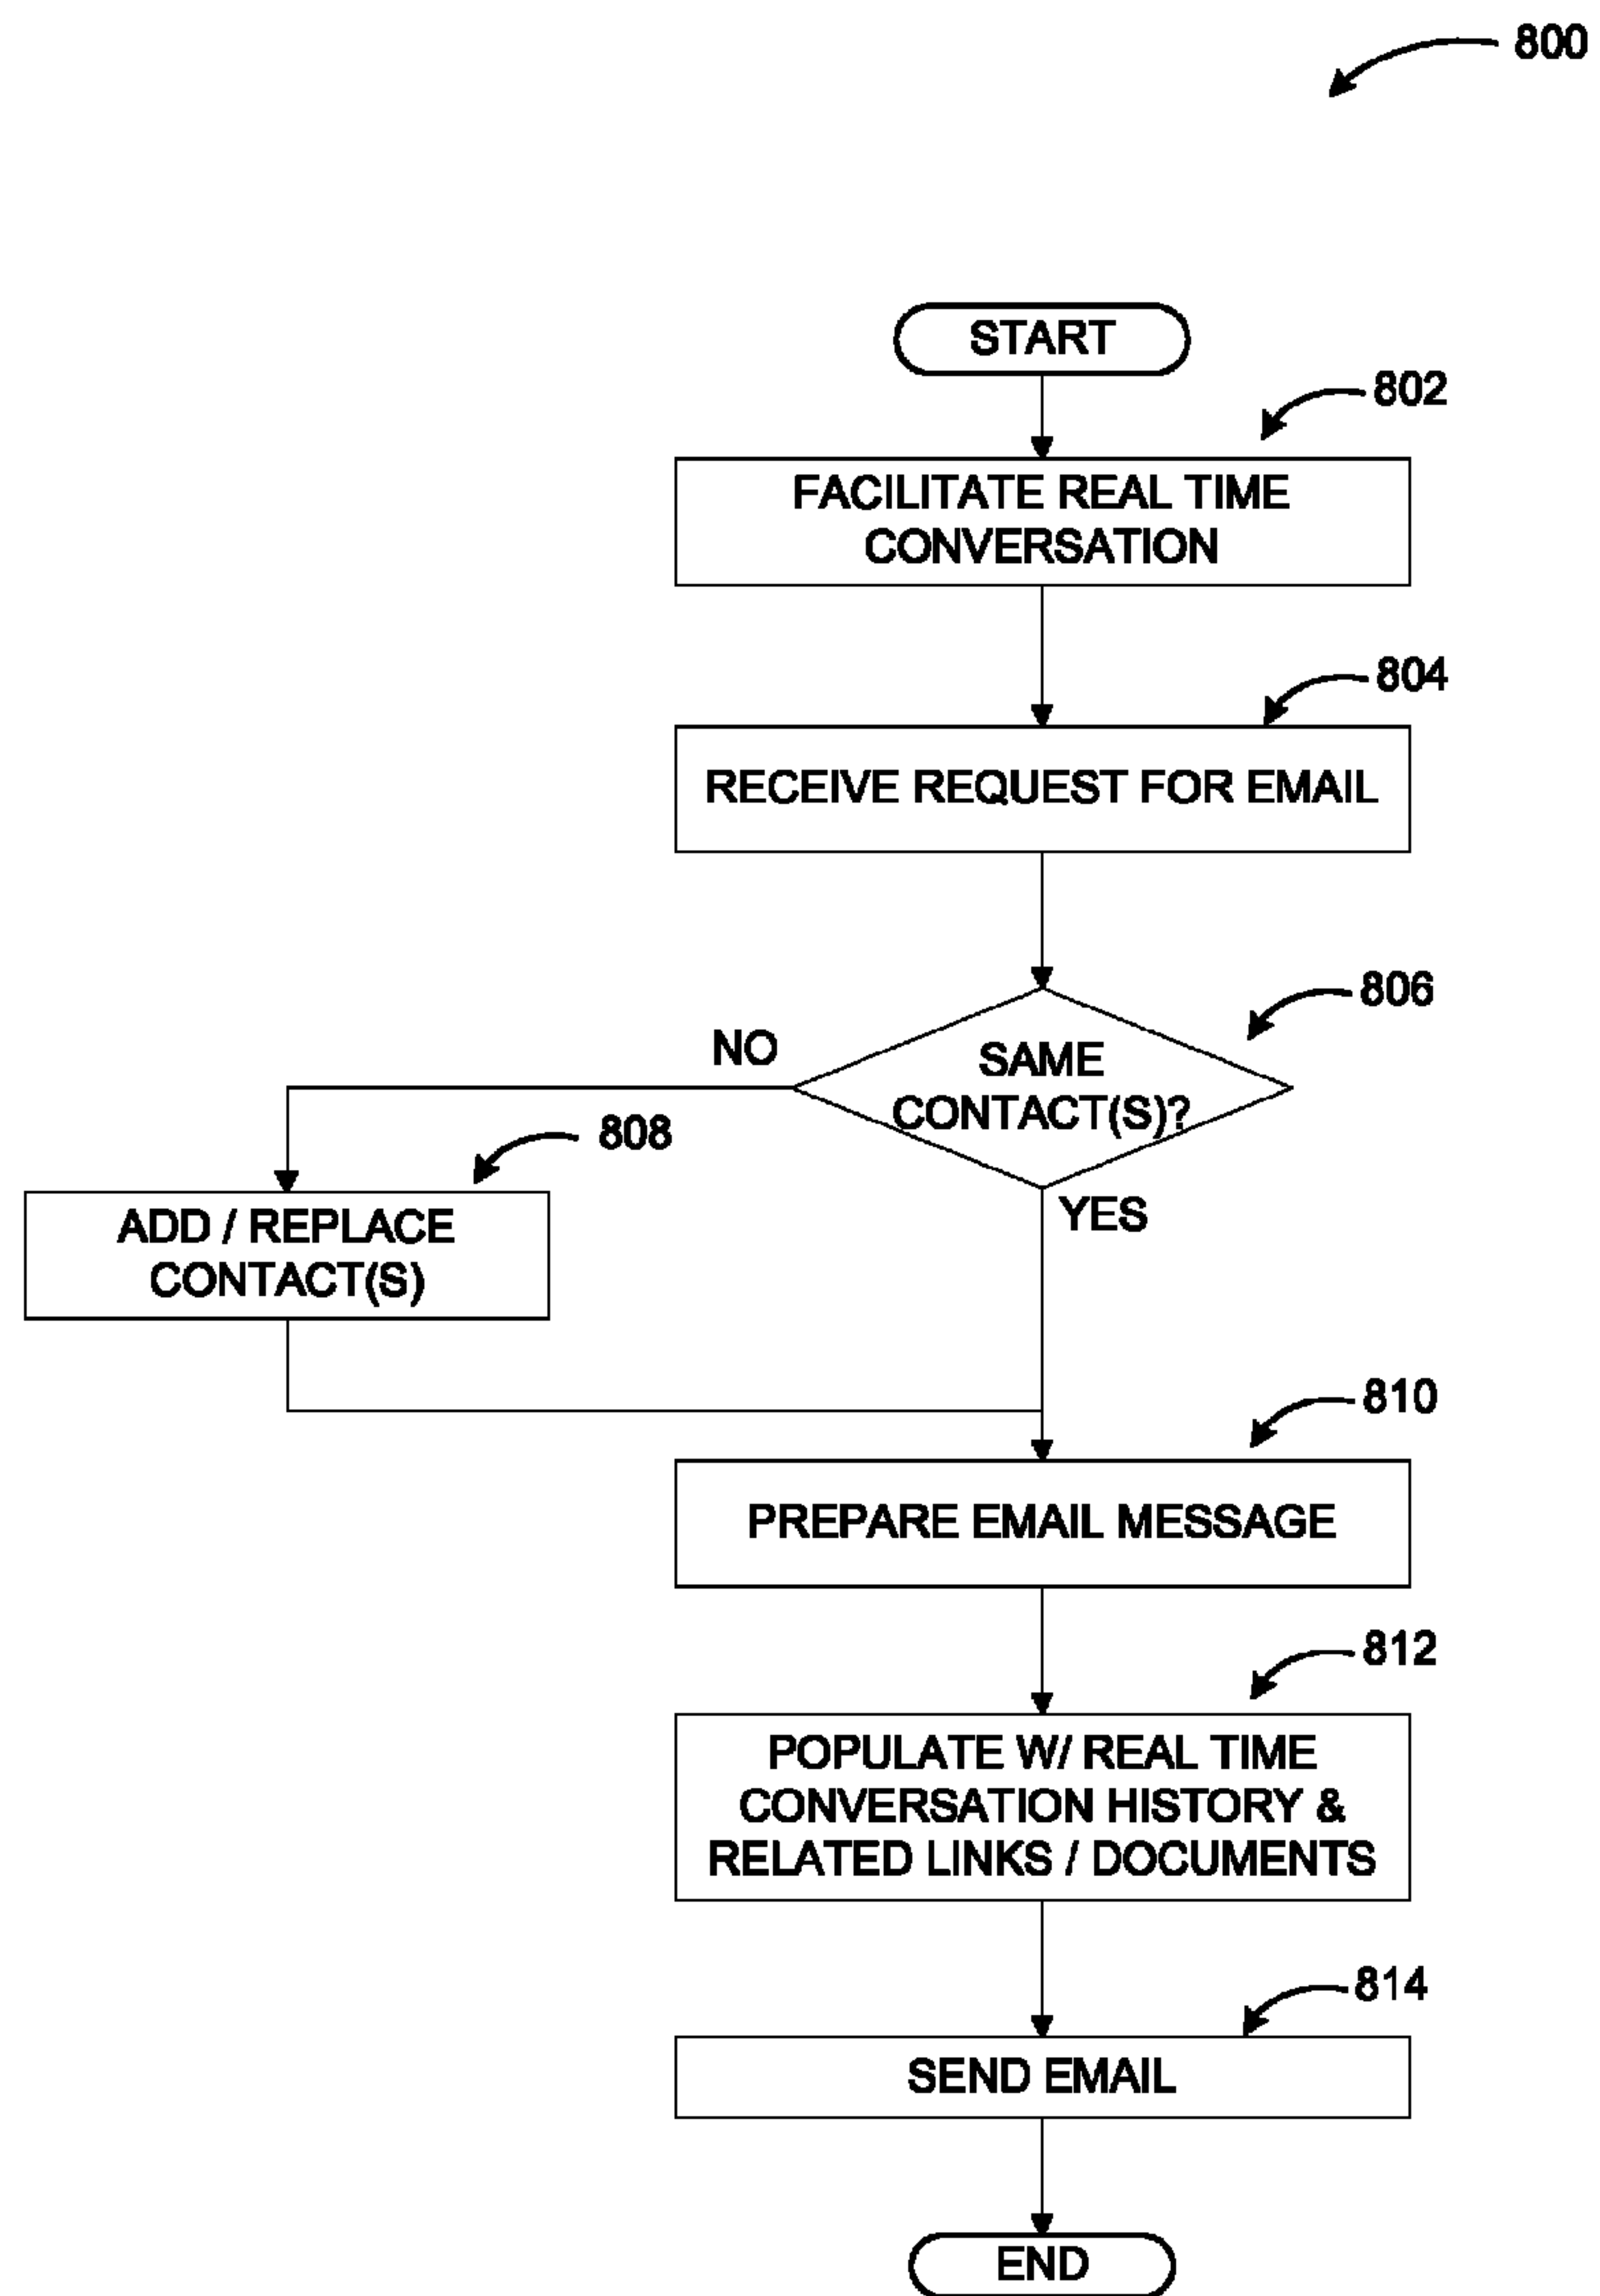 800
START
802
FACILITATE REAL TIME
CONVERSATION
804
RECEIVE REQUEST FOR EMAIL
806
NO
SAME
CONTACT(S)?
808
YES
ADD / REPLACE
CONTACT(S)
810
PREPARE EMAIL MESSAGE
812
POPULATE W/ REAL TIME
CONVERSATION HISTORY &
RELATED LINKS / DOCUMENTS
814
SEND EMAIL
END